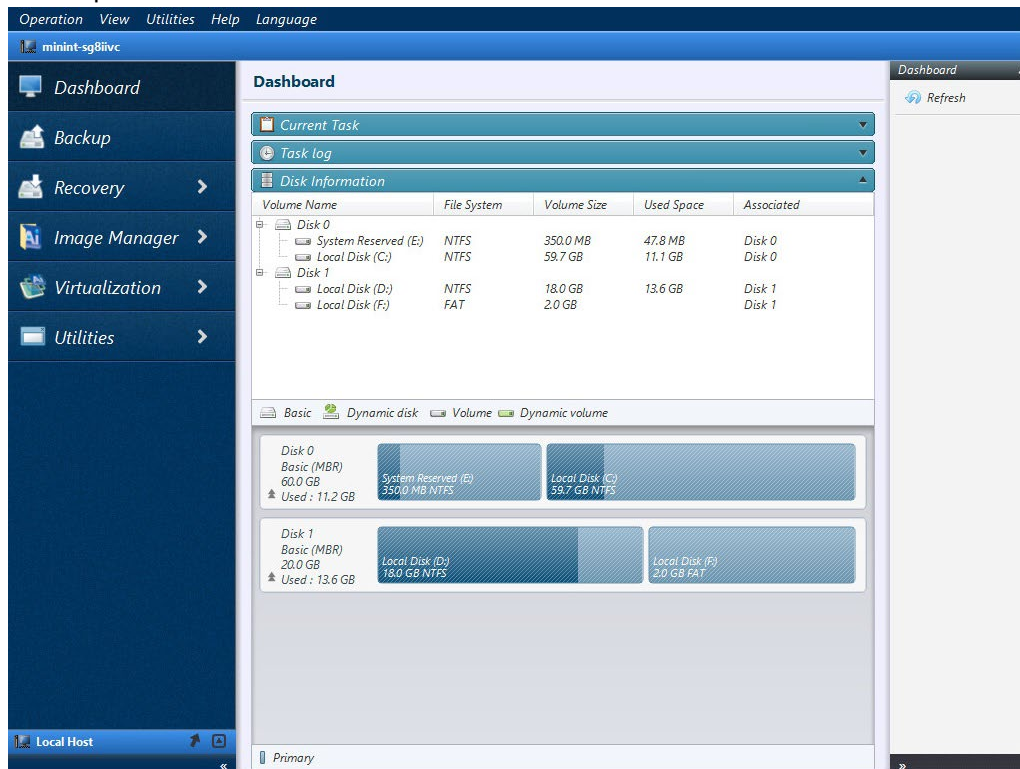 Operation View Utilities Help Language
minint-sg8iivc
Dashboard
Backup
Recovery
Image Manager
Virtualization
Utilities
Local Host
Dashboard
Current Task
Task log
Disk Information
Volume Name File System Volume Size Used Space Associated
Disk 0
System Reserved (E:) NTFS 350.0 MB 47.8 MB Disk 0
Local Disk (C:) NTFS 59.7 GB 11.1 GB Disk 0
Disk 1
Local Disk (D:) NTFS 18.0 GB 13.6 GB Disk 1
Local Disk (F:) FAT 2.0 GB Disk 1
Basic Dynamic disk Volume Dynamic volume
Disk 0
Basic (MBR)
60.0 GB
Used : 11.2 GB
System Reserved (E:)
350.0 MB NTFS
Local Disk (C:)
59.7 GB NTFS
Disk 1
Basic (MBR)
20.0 GB
Used : 13.6 GB
Local Disk (D:)
18.0 GB NTFS
Local Disk (F:)
2.0 GB FAT
Primary
Dashboard
Refresh